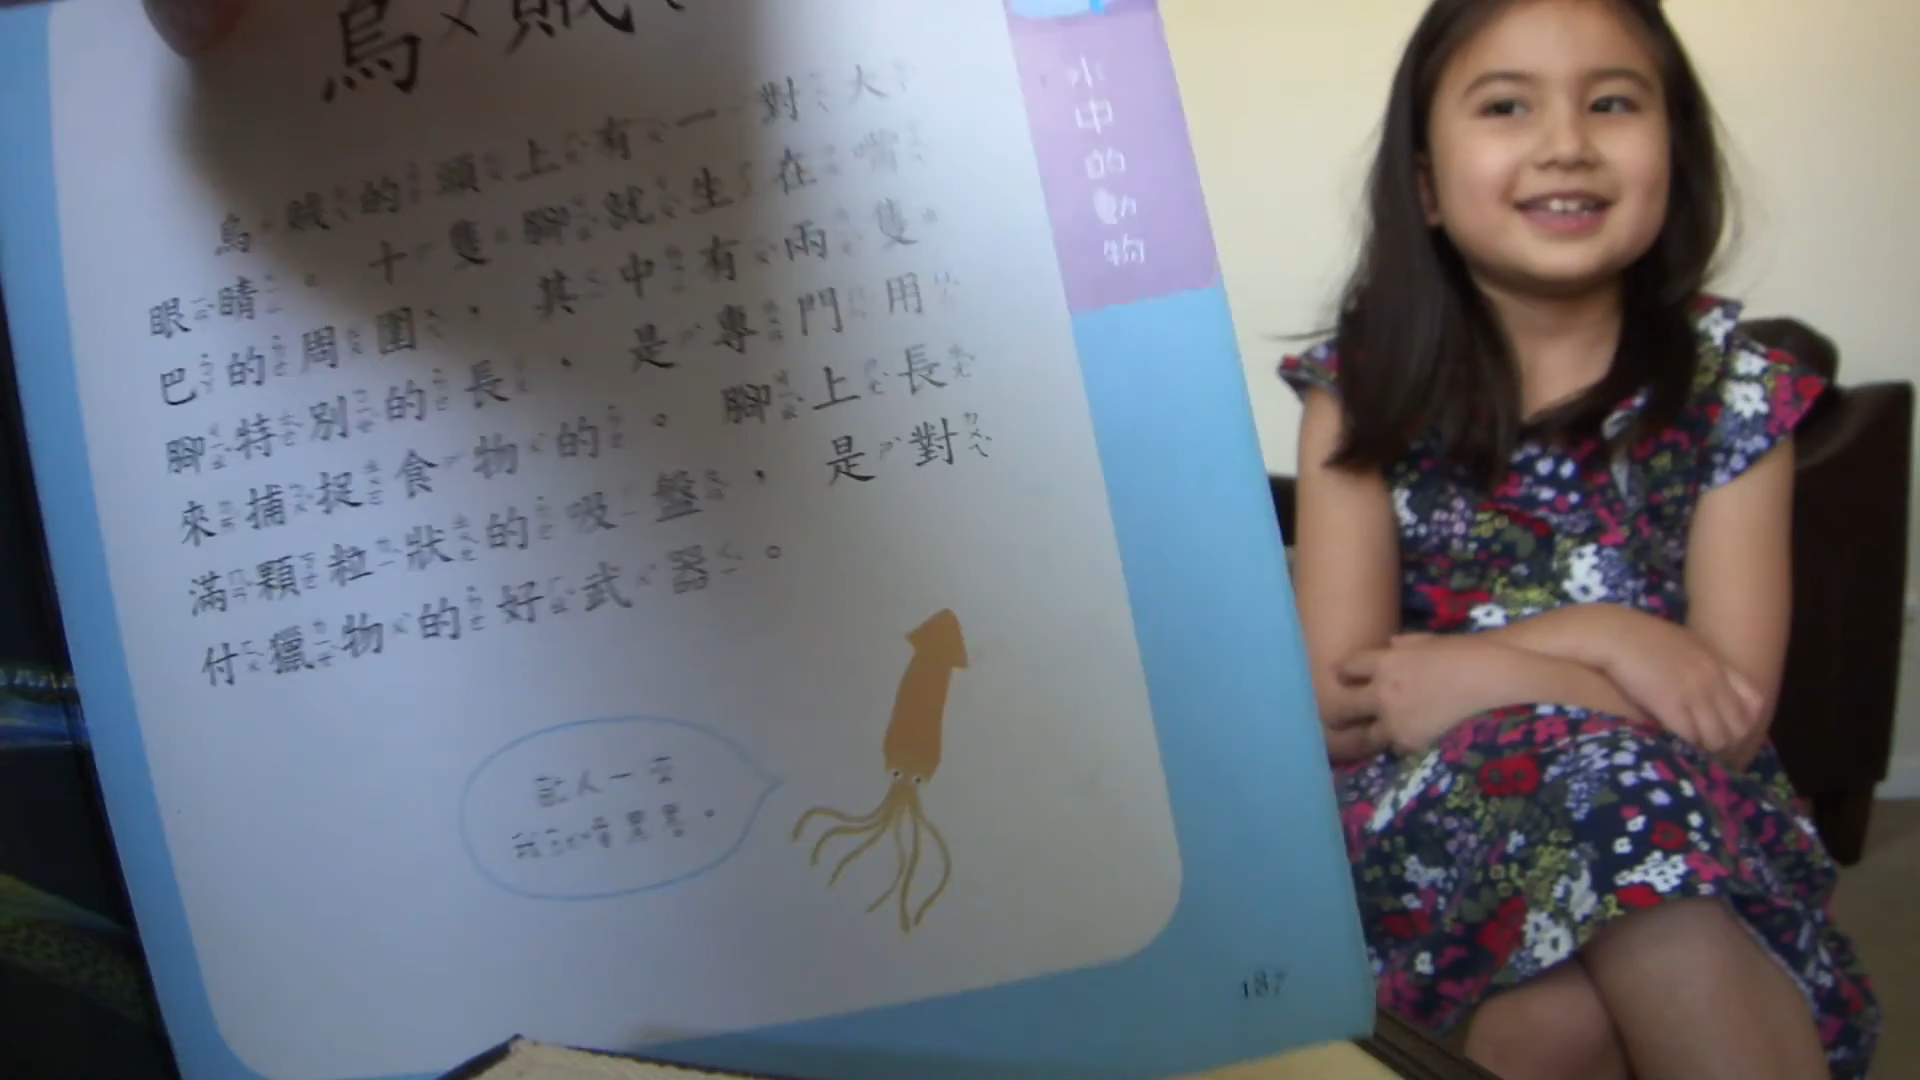 烏ㄨ賊
烏賊的頭上有一對大
眼睛。十隻腳就生在嘴
巴的周圍，其中有兩隻
腳特別的長，是專門用
來捕捉食物的。腳上長
滿顆粒狀的吸盤，是對
付獵物的好武器。
水中的動物
187